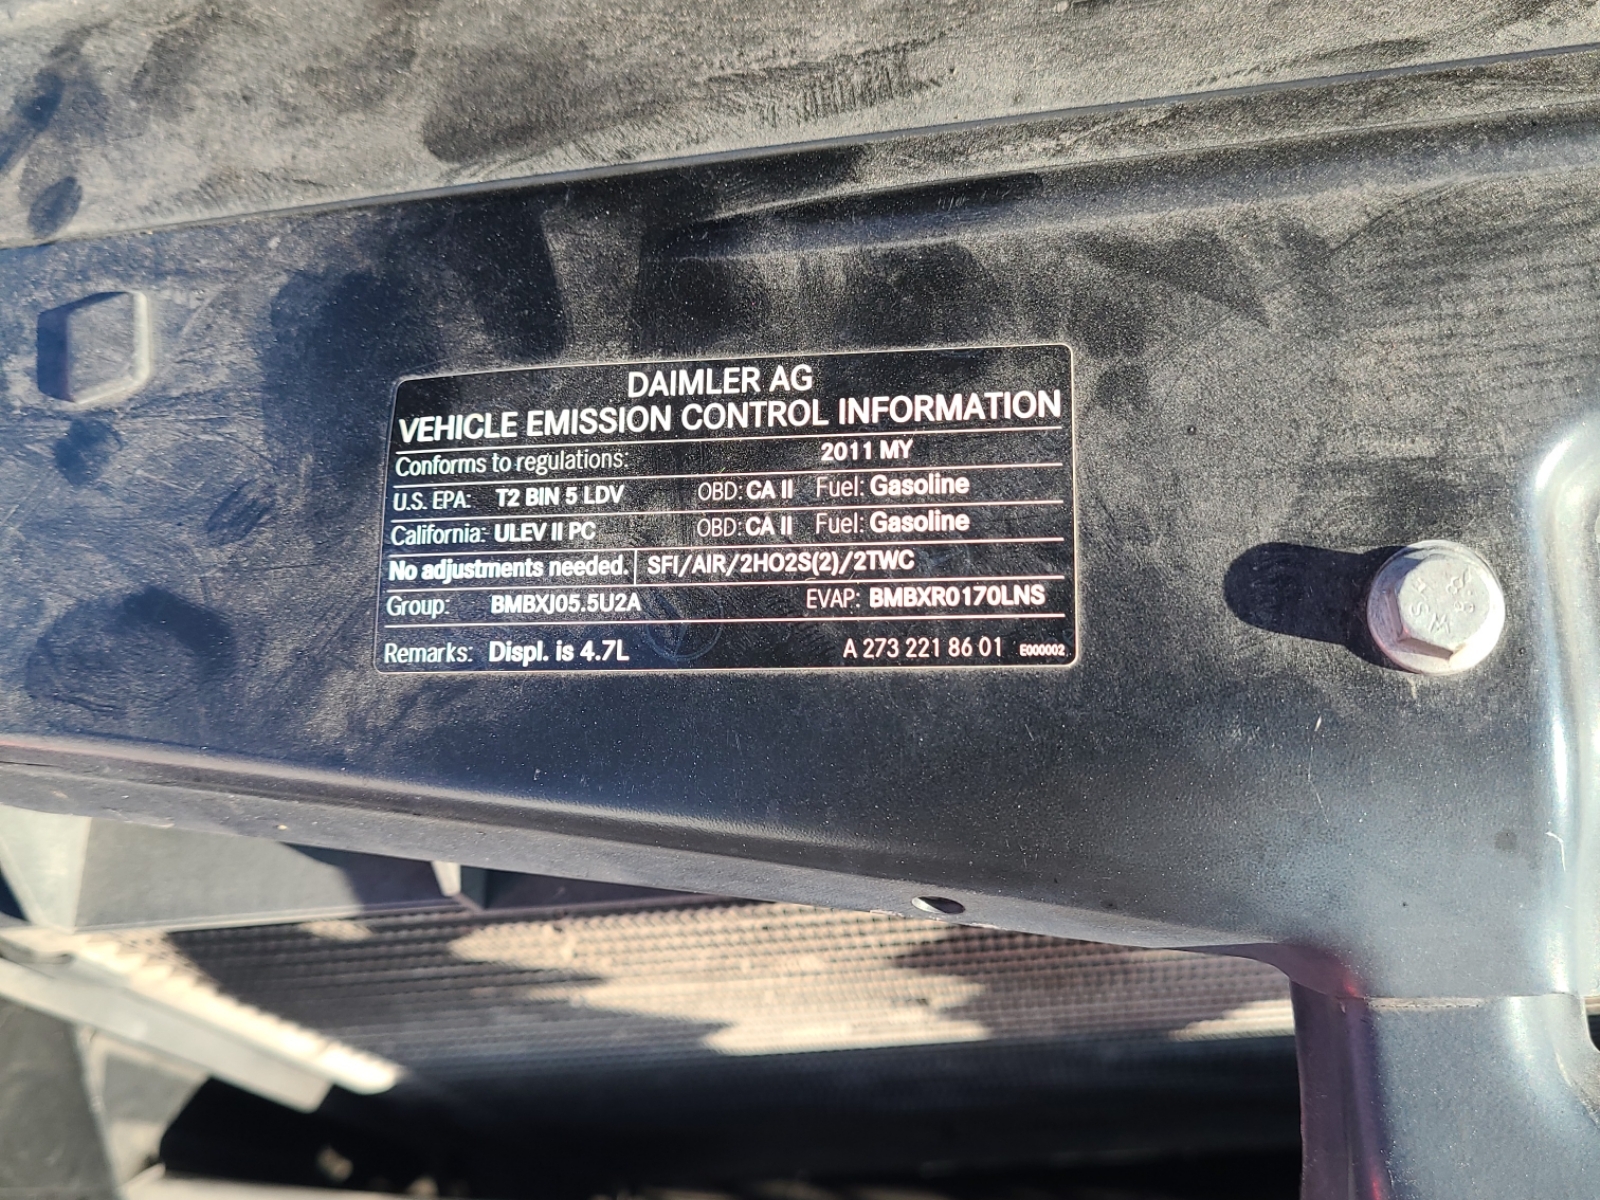 DAIMLER AG
VEHICLE EMISSION CONTROL INFORMATION
Conforms to regulations: 2011 MY
U.S. EPA: T2 BIN 5 LDV OBD: CA II Fuel: Gasoline
California: ULEV II PC OBD: CA II Fuel: Gasoline
No adjustments needed. SFI/AIR/2HO2S(2)/2TWC
Group: BMBXJ05.5U2A EVAP: BMBXR0170LNS
Remarks: Displ. is 4.7L A 273 221 86 01 E000002
8.8